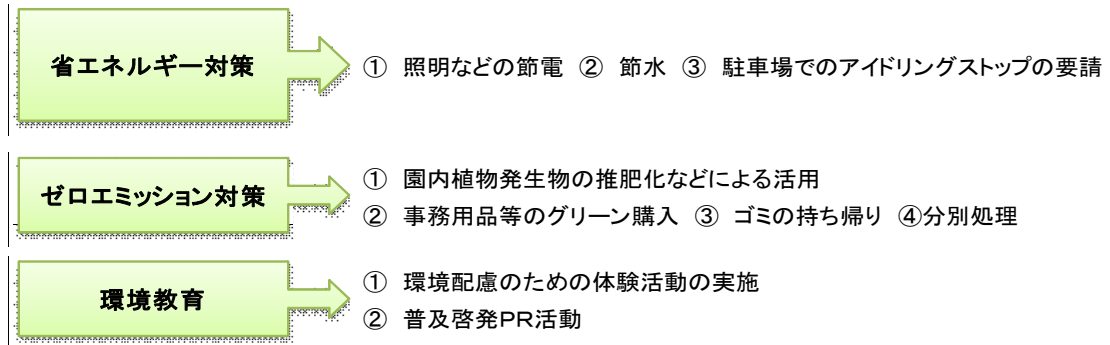 省エネルギー対策
① 照明などの節電 ② 節水 ③ 駐車場でのアイドリングストップの要請
ゼロエミッション対策
① 園内植物発生物の推肥化などによる活用
② 事務用品等のグリーン購入 ③ ゴミの持ち帰り ④分別処理
環境教育
① 環境配慮のための体験活動の実施
② 普及啓発PR活動